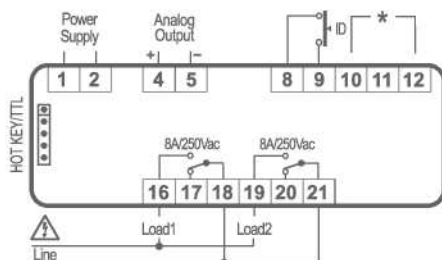 Power Supply
Analog Output
+ −
ID
*
1 2 4 5 8 9 10 11 12
HOT KEY/TTL
8A/250Vac 8A/250Vac
16 17 18 19 20 21
Load1 Load2
Line